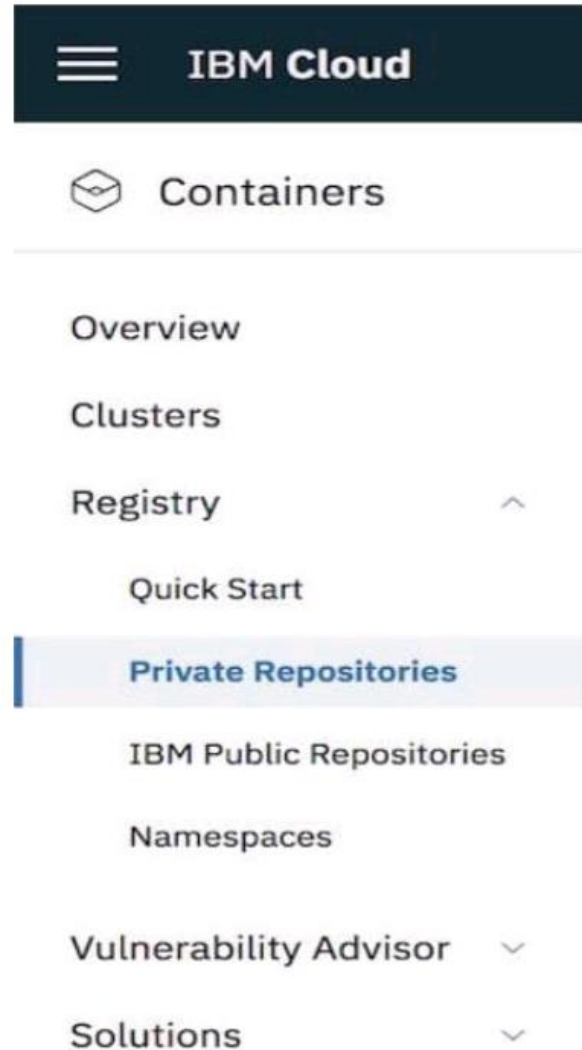 IBM Cloud
Containers
Overview
Clusters
Registry
Quick Start
Private Repositories
IBM Public Repositories
Namespaces
Vulnerability Advisor
Solutions